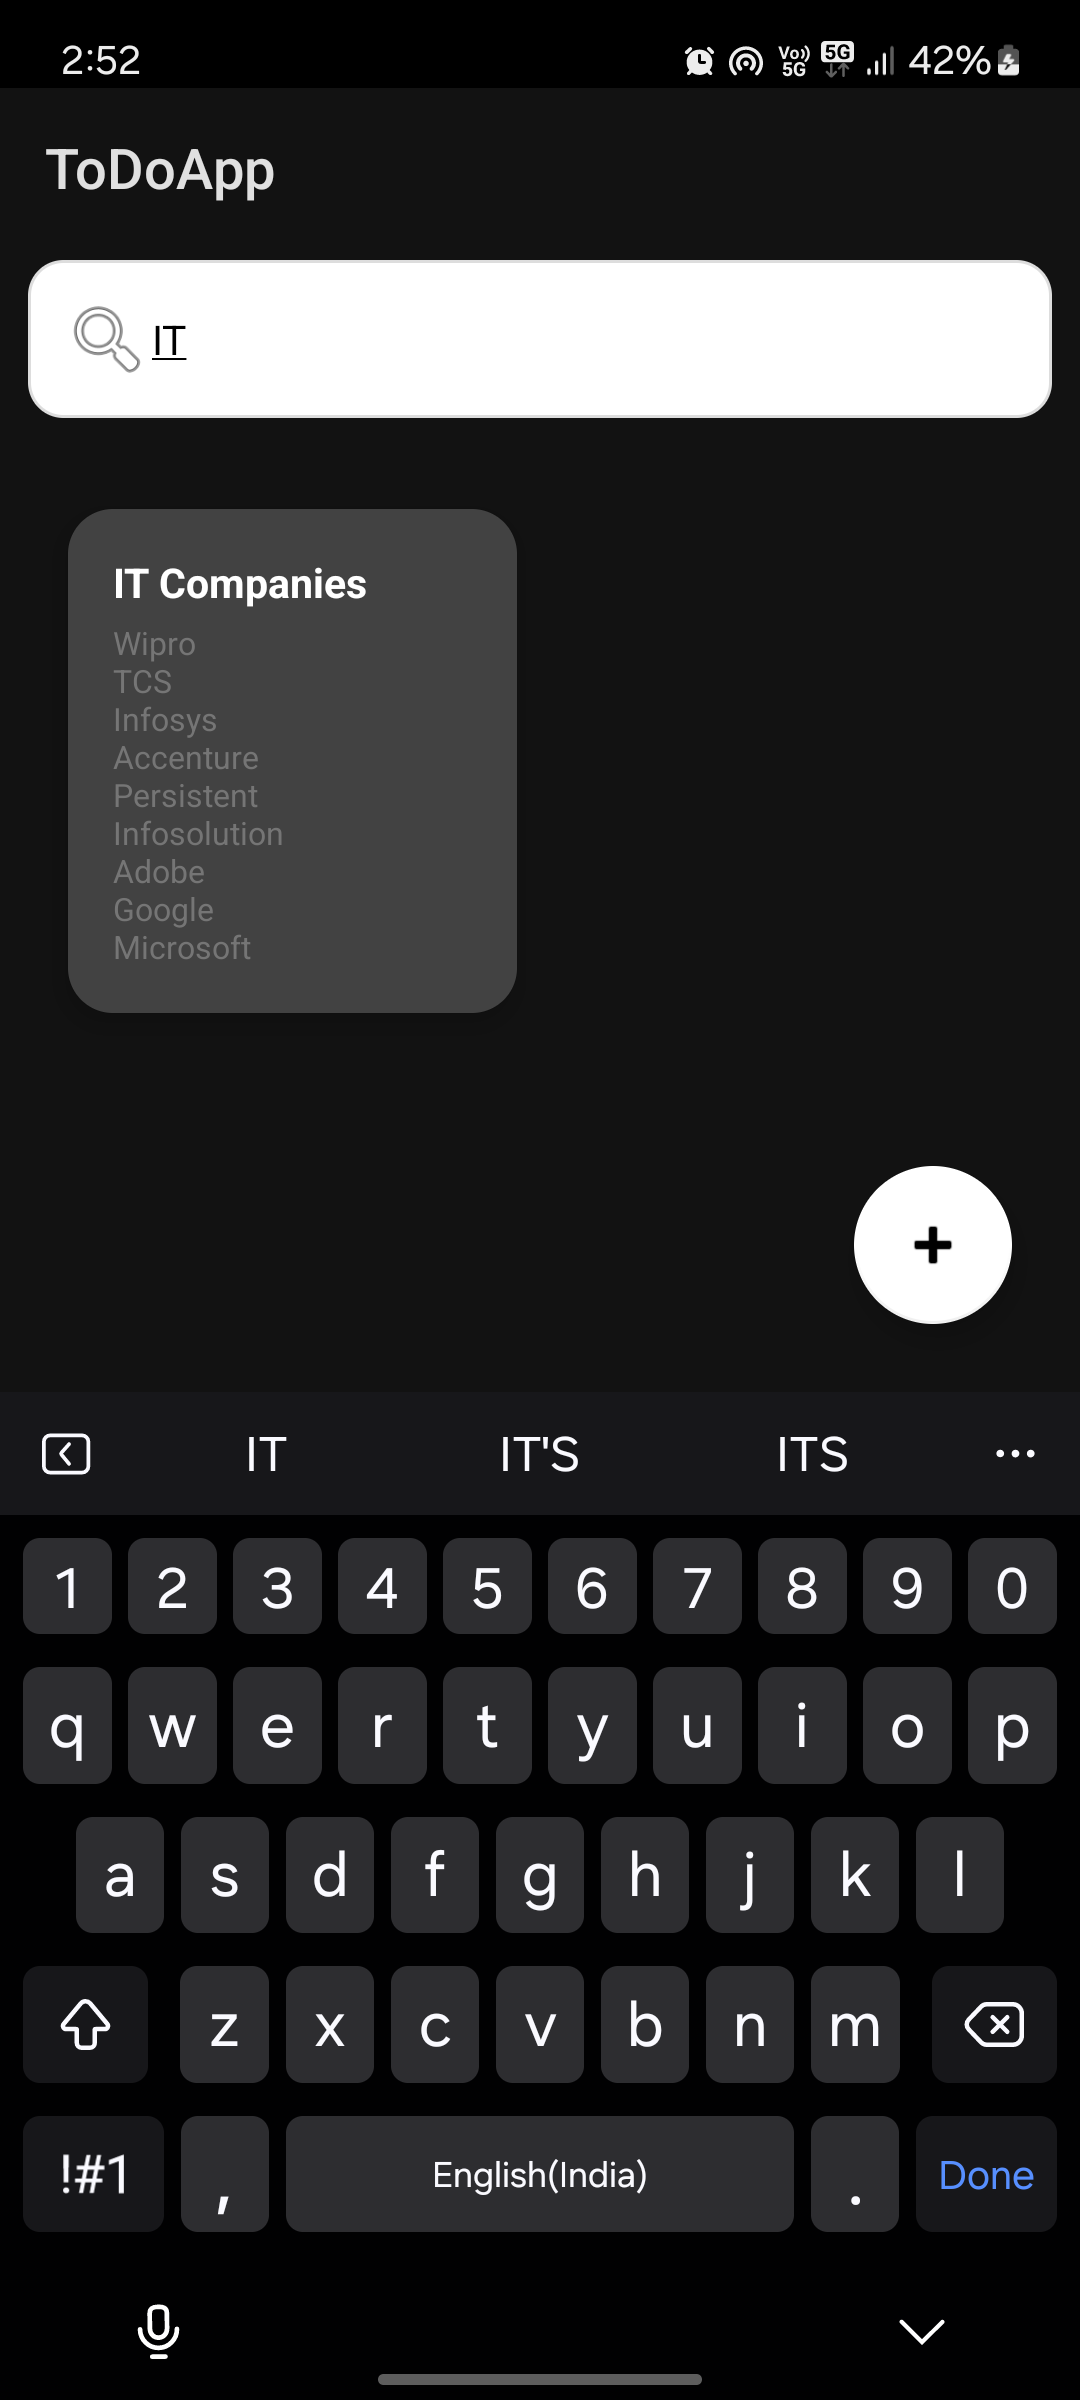 2:52 Vo)) 5G 5G 42%
ToDoApp
IT
IT Companies
Wipro
TCS
Infosys
Accenture
Persistent
Infosolution
Adobe
Google
Microsoft
+
IT IT'S ITS ...
1 2 3 4 5 6 7 8 9 0
q w e r t y u i o p
a s d f g h j k l
z x c v b n m
!#1 , English(India) . Done